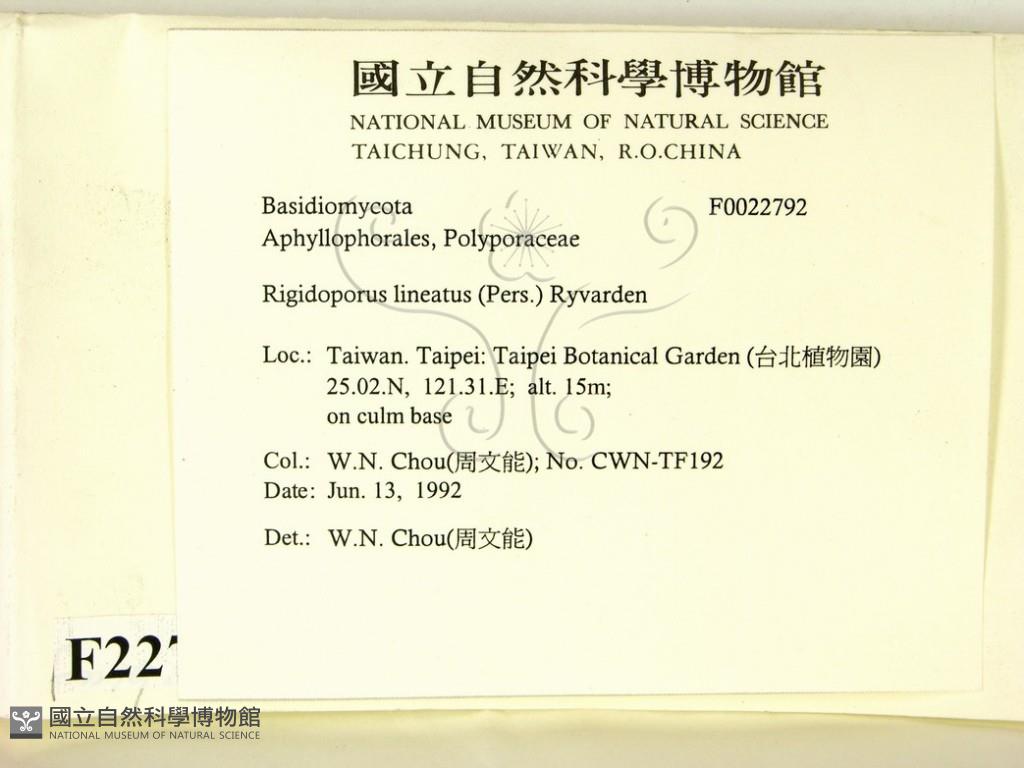 國立自然科學博物館
NATIONAL MUSEUM OF NATURAL SCIENCE
TAICHUNG, TAIWAN, R.O.CHINA
Basidiomycota F0022792
Aphyllophorales, Polyporaceae
Rigidoporus lineatus (Pers.) Ryvarden
Loc.: Taiwan. Taipei: Taipei Botanical Garden (台北植物園)
25.02.N, 121.31.E; alt. 15m;
on culm base
Col.: W.N. Chou(周文能); No. CWN-TF192
Date: Jun. 13, 1992
Det.: W.N. Chou(周文能)
F227
國立自然科學博物館
NATIONAL MUSEUM OF NATURAL SCIENCE